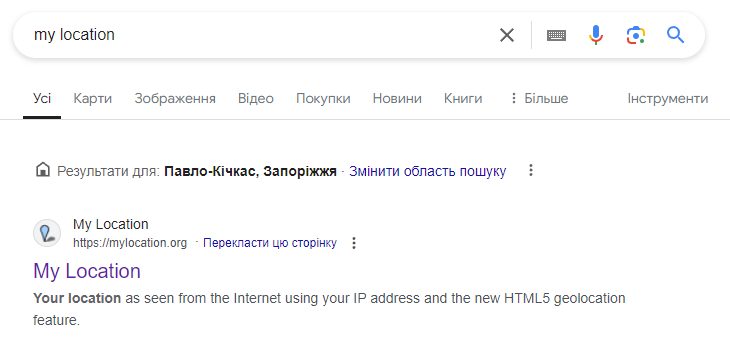 my location
Усі Карти Зображення Відео Покупки Новини Книги Більше Інструменти
Результати для: Павло-Кічкас, Запоріжжя · Змінити область пошуку
My Location
https://mylocation.org · Перекласти цю сторінку
My Location
Your location as seen from the Internet using your IP address and the new HTML5 geolocation
feature.